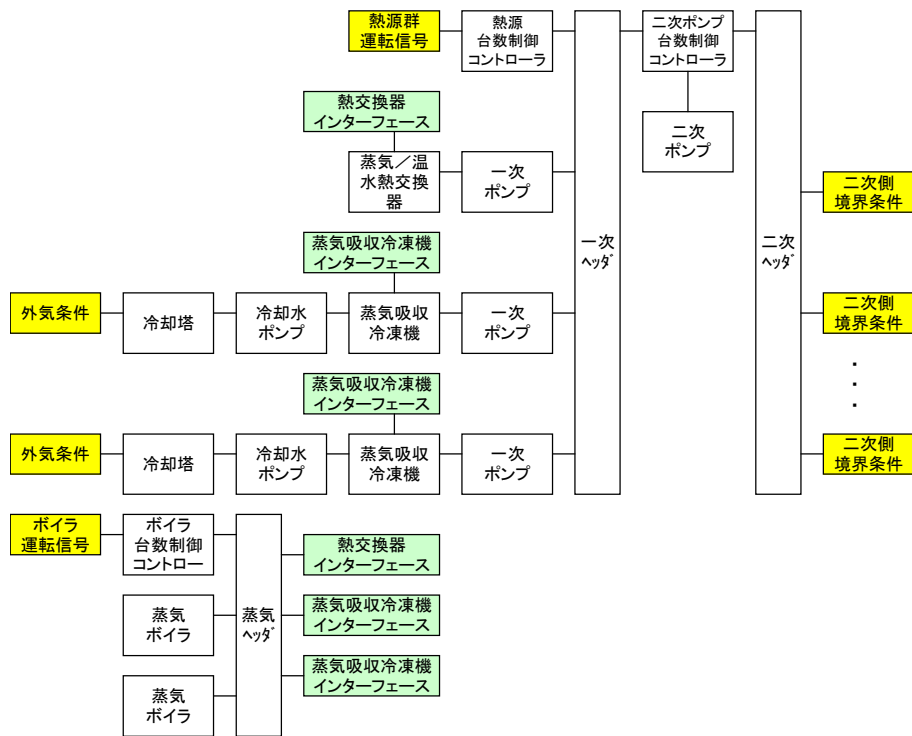 熱源群
運転信号
熱源
台数制御
コントローラ
二次ポンプ
台数制御
コントローラ
熱交換器
インターフェース
二次
ポンプ
蒸気／温
水熱交換
器
一次
ポンプ
二次側
境界条件
一次
ﾍｯﾀﾞ
二次
ﾍｯﾀﾞ
蒸気吸収冷凍機
インターフェース
外気条件
冷却塔
冷却水
ポンプ
蒸気吸収
冷凍機
一次
ポンプ
二次側
境界条件
・
・
・
蒸気吸収冷凍機
インターフェース
外気条件
冷却塔
冷却水
ポンプ
蒸気吸収
冷凍機
一次
ポンプ
二次側
境界条件
ボイラ
運転信号
ボイラ
台数制御
コントロー
熱交換器
インターフェース
蒸気
ボイラ
蒸気
ﾍｯﾀﾞ
蒸気吸収冷凍機
インターフェース
蒸気吸収冷凍機
インターフェース
蒸気
ボイラ